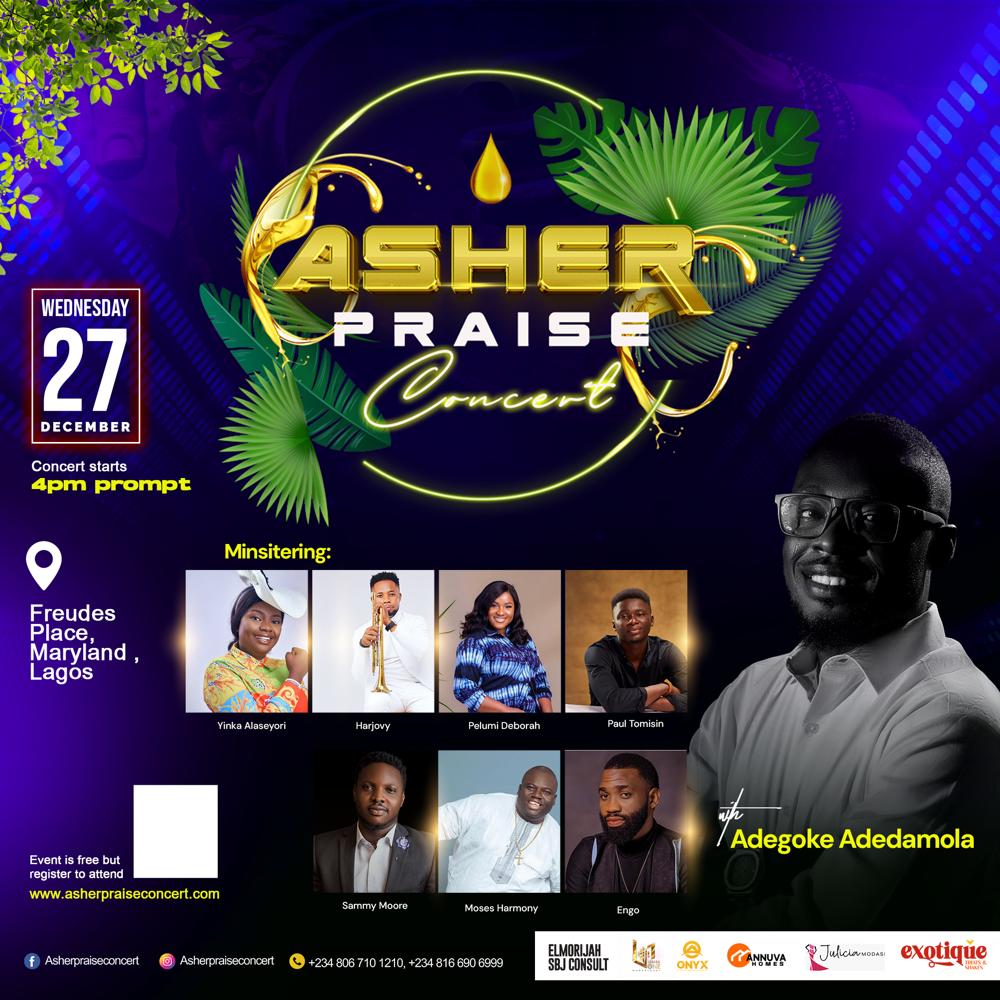 ASHER
PRAISE
Concert
WEDNESDAY
27
DECEMBER
Concert starts
4pm prompt
Freudes
Place,
Maryland ,
Lagos
Minsitering:
Yinka Alaseyori
Harjovy
Pelumi Deborah
Paul Tomisin
Sammy Moore
Moses Harmony
Engo
with
Adegoke Adedamola
Event is free but
register to attend
www.asherpraiseconcert.com
Asherpraiseconcert
Asherpraiseconcert
+234 806 710 1210, +234 816 690 6999
ELMORIJAH
SBJ CONSULT
ONYX
ANNUVA
HOMES
Julicia MODAS
exotique
TREATS &
SHAKES